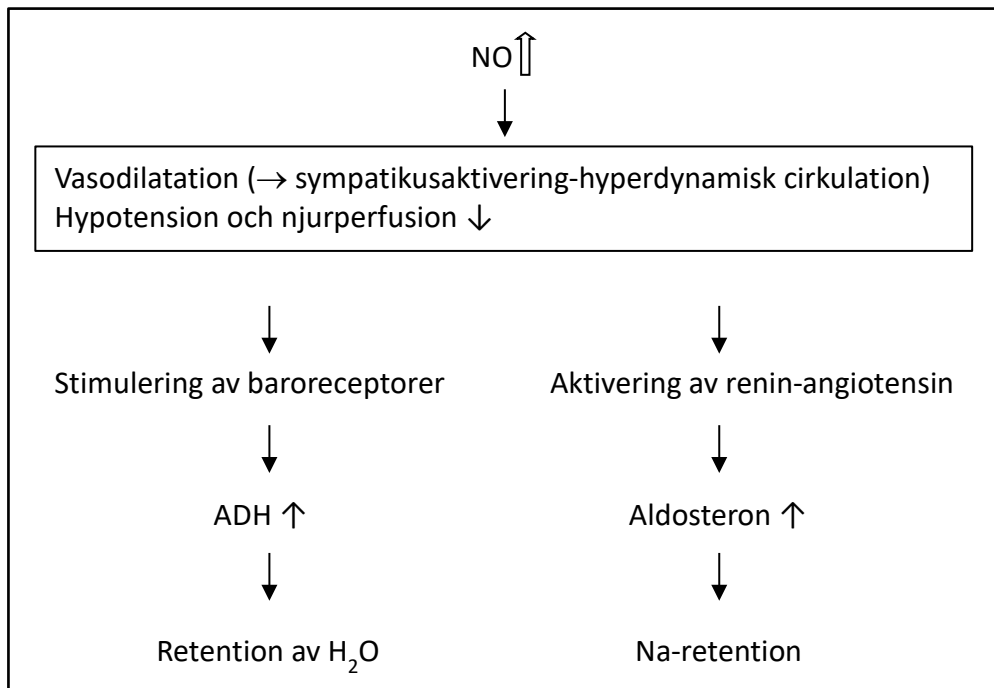 NO⇧
Vasodilatation (→ sympatikusaktivering-hyperdynamisk cirkulation)
Hypotension och njurperfusion ↓
Stimulering av baroreceptorer
Aktivering av renin-angiotensin
ADH ↑
Aldosteron ↑
Retention av H₂O
Na-retention